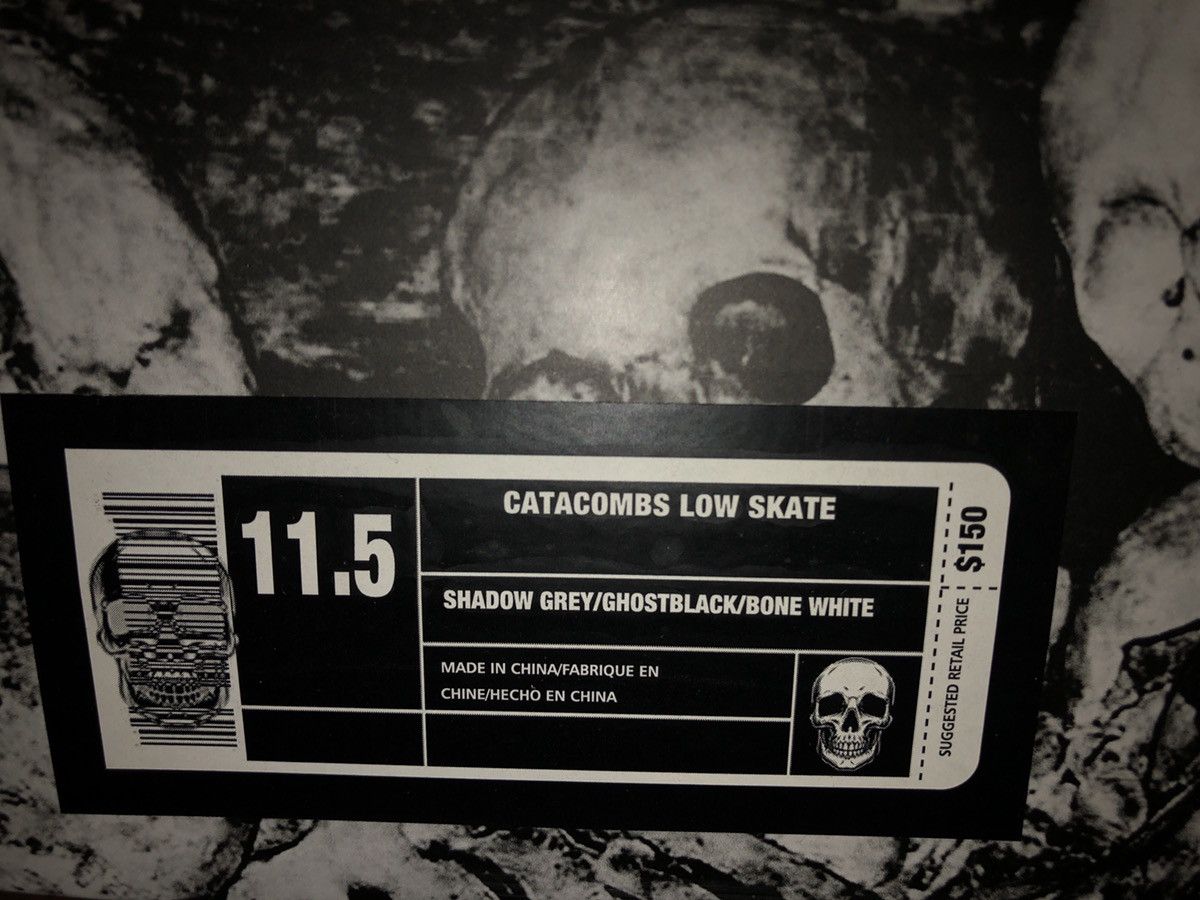 11.5
CATACOMBS LOW SKATE
SHADOW GREY/GHOSTBLACK/BONE WHITE
MADE IN CHINA/FABRIQUE EN
CHINE/HECHO EN CHINA
SUGGESTED RETAIL PRICE
$150